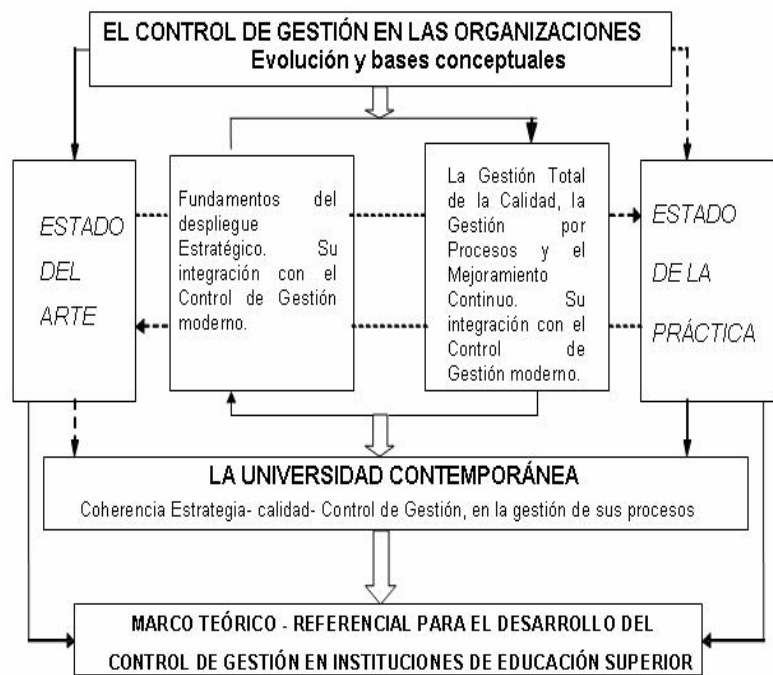 EL CONTROL DE GESTIÓN EN LAS ORGANIZACIONES
Evolución y bases conceptuales
ESTADO
DEL
ARTE
Fundamentos del
despliegue
Estratégico. Su
integración con el
Control de Gestión
moderno.
La Gestión Total
de la Calidad, la
Gestión por
Procesos y el
Mejoramiento
Continuo. Su
integración con el
Control de
Gestión moderno.
ESTADO
DE LA
PRÁCTICA
LA UNIVERSIDAD CONTEMPORÁNEA
Coherencia Estrategia- calidad- Control de Gestión, en la gestión de sus procesos
MARCO TEÓRICO - REFERENCIAL PARA EL DESARROLLO DEL
CONTROL DE GESTIÓN EN INSTITUCIONES DE EDUCACIÓN SUPERIOR